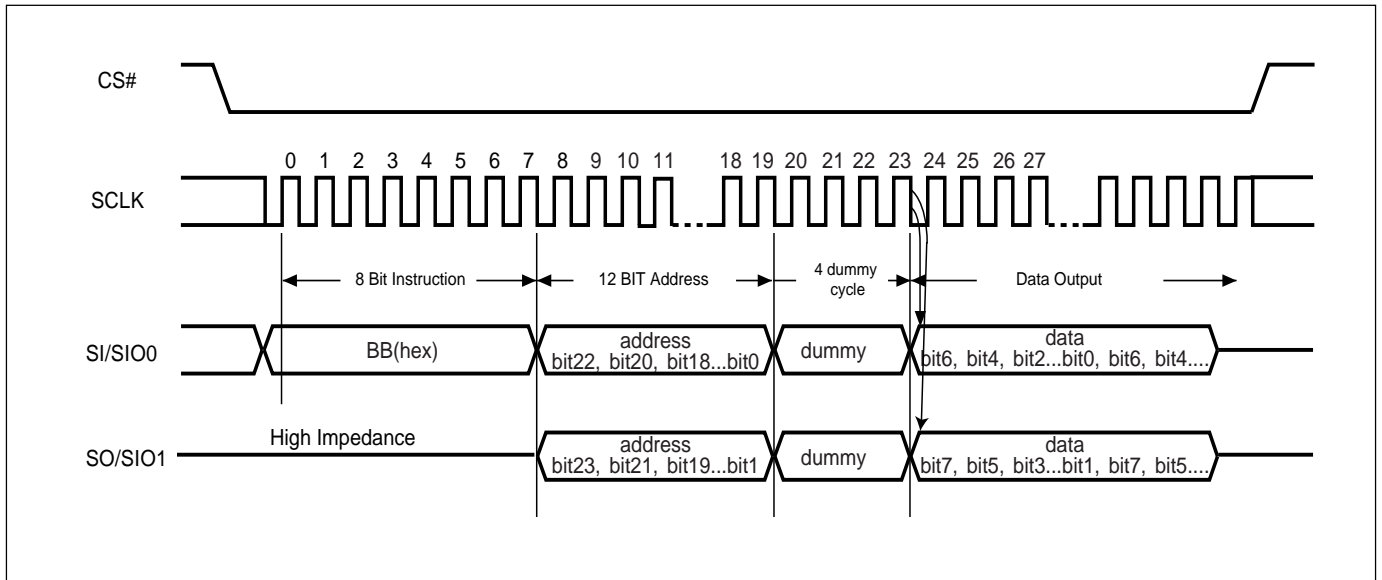 CS#
0 1 2 3 4 5 6 7 8 9 10 11 18 19 20 21 22 23 24 25 26 27
SCLK
8 Bit Instruction
12 BIT Address
4 dummy
cycle
Data Output
SI/SIO0
BB(hex)
address
bit22, bit20, bit18...bit0
dummy
data
bit6, bit4, bit2...bit0, bit6, bit4....
High Impedance
SO/SIO1
address
bit23, bit21, bit19...bit1
dummy
data
bit7, bit5, bit3...bit1, bit7, bit5....